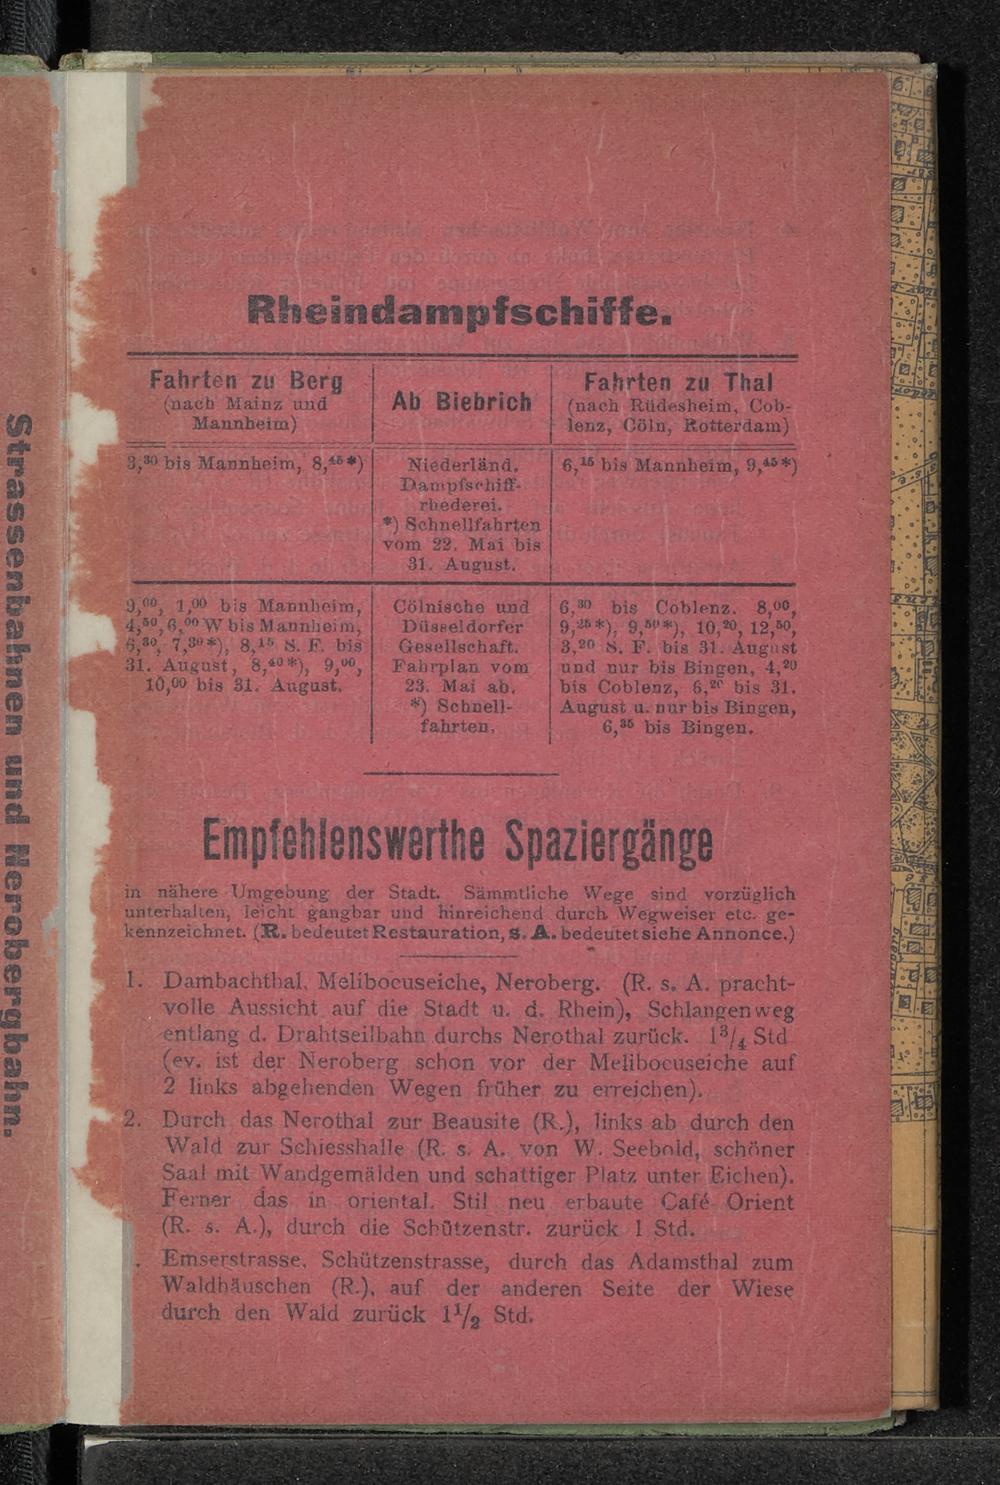 Strassenbahnen und Nerobergbahn.
Rheindampfschiffe.
Fahrten zu Berg
(nach Mainz und
Mannheim)
Ab Biebrich
Fahrten zu Thal
(nach Rüdesheim, Cob-
lenz, Cöln, Rotterdam)
3,30 bis Mannheim, 8,45*)
Niederländ.
Dampfschiff-
rhederei.
*) Schnellfahrten
vom 22. Mai bis
31. August.
6,15 bis Mannheim, 9,45*)
9,00, 1,00 bis Mannheim,
4,50, 6,00 W bis Mannheim,
6,30, 7,30*), 8,15 S. F. bis
31. August, 8,40*), 9,00,
10,00 bis 31. August.
Cölnische und
Düsseldorfer
Gesellschaft.
Fahrplan vom
23. Mai ab.
*) Schnell-
fahrten.
6,30 bis Coblenz. 8,00,
9,25*), 9,50*), 10,20, 12,50,
3,20 S. F. bis 31. August
und nur bis Bingen, 4,20
bis Coblenz, 6,20 bis 31.
August u. nur bis Bingen,
6,35 bis Bingen.
Empfehlenswerthe Spaziergänge
in nähere Umgebung der Stadt. Sämmtliche Wege sind vorzüglich
unterhalten, leicht gangbar und hinreichend durch Wegweiser etc. ge-
kennzeichnet. (R. bedeutet Restauration, s. A. bedeutet siehe Annonce.)
1. Dambachthal, Melibocuseiche, Neroberg. (R. s. A. pracht-
volle Aussicht auf die Stadt u. d. Rhein), Schlangenweg
entlang d. Drahtseilbahn durchs Nerothal zurück. 1 3/4 Std
(ev. ist der Neroberg schon vor der Melibocuseiche auf
2 links abgehenden Wegen früher zu erreichen).
2. Durch das Nerothal zur Beausite (R.), links ab durch den
Wald zur Schiesshalle (R. s. A. von W. Seebold, schöner
Saal mit Wandgemälden und schattiger Platz unter Eichen).
Ferner das in oriental. Stil neu erbaute Café Orient
(R. s. A.), durch die Schützenstr. zurück 1 Std.
. Emserstrasse, Schützenstrasse, durch das Adamsthal zum
Waldhäuschen (R.), auf der anderen Seite der Wiese
durch den Wald zurück 1 1/2 Std.